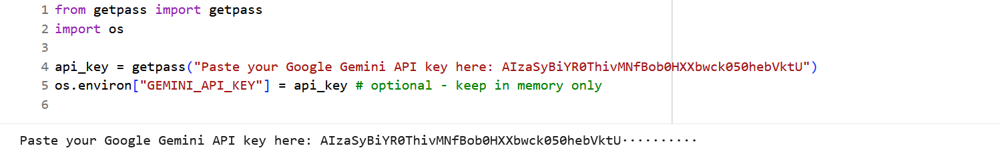 1 from getpass import getpass
2 import os
3
4 api_key = getpass("Paste your Google Gemini API key here: AIzaSyBiYR0ThivMNfBob0HXXbwck050hebVktU")
5 os.environ["GEMINI_API_KEY"] = api_key # optional - keep in memory only
6
Paste your Google Gemini API key here: AIzaSyBiYR0ThivMNfBob0HXXbwck050hebVktU··········